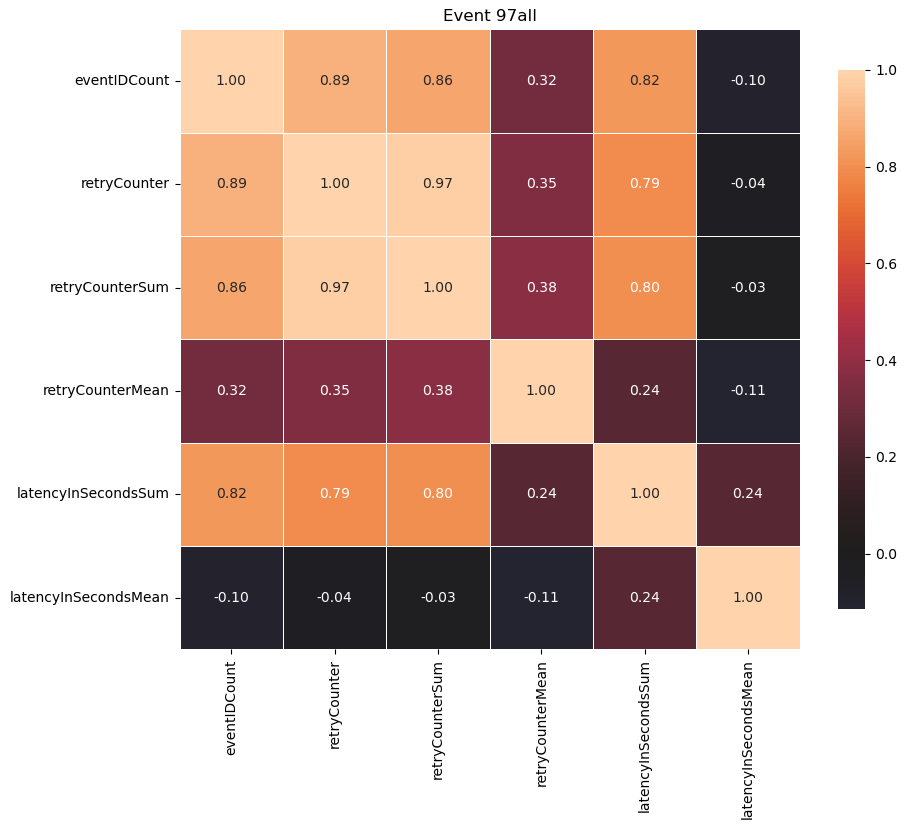 Event 97all
eventIDCount 1.00 0.89 0.86 0.32 0.82 -0.10
retryCounter 0.89 1.00 0.97 0.35 0.79 -0.04
retryCounterSum 0.86 0.97 1.00 0.38 0.80 -0.03
retryCounterMean 0.32 0.35 0.38 1.00 0.24 -0.11
latencyInSecondsSum 0.82 0.79 0.80 0.24 1.00 0.24
latencyInSecondsMean -0.10 -0.04 -0.03 -0.11 0.24 1.00
eventIDCount
retryCounter
retryCounterSum
retryCounterMean
latencyInSecondsSum
latencyInSecondsMean
1.0
0.8
0.6
0.4
0.2
0.0